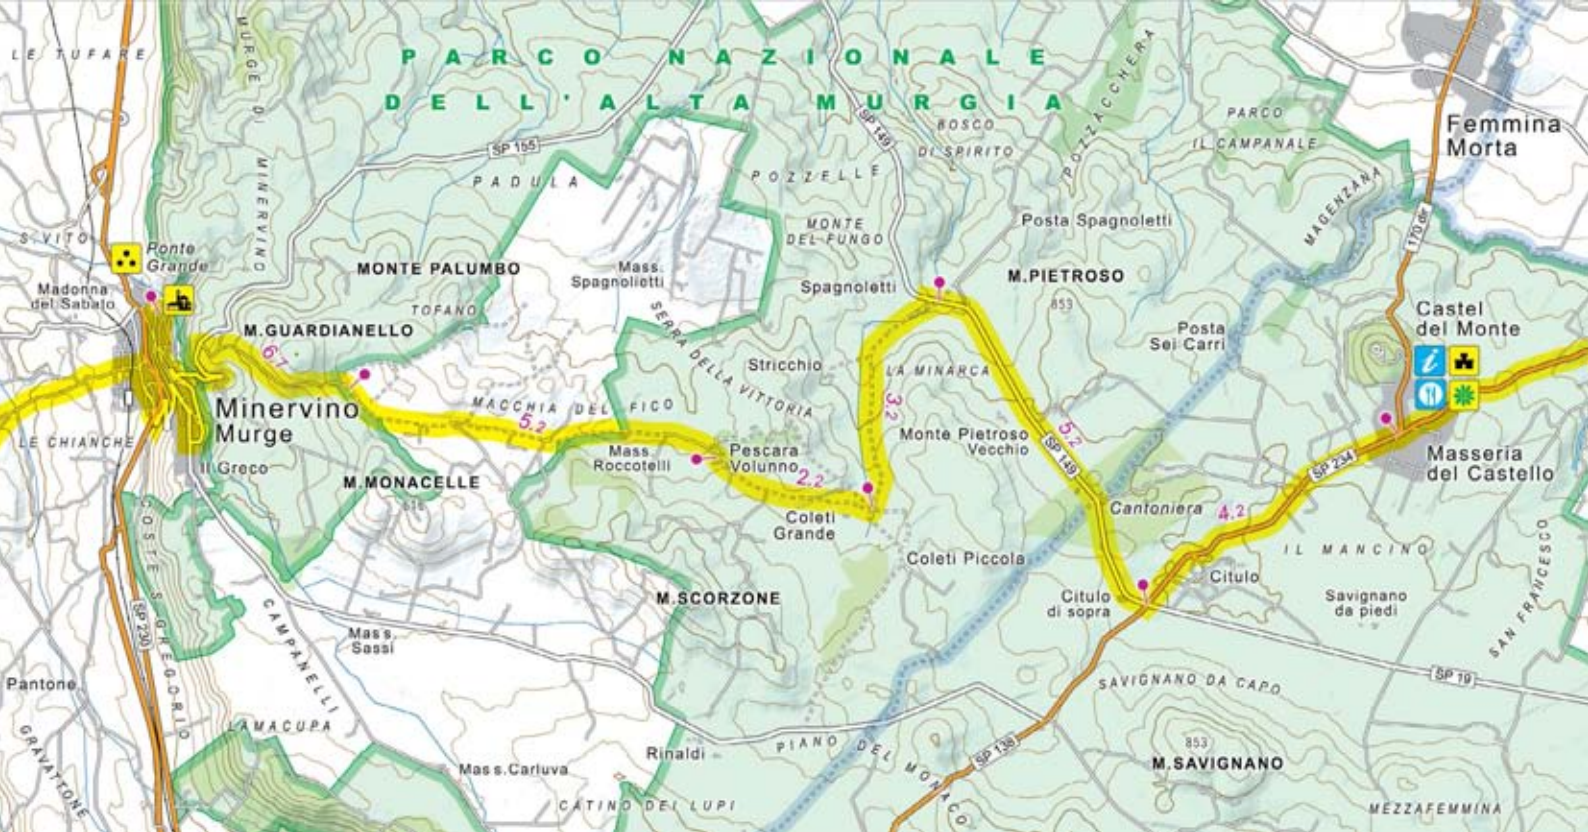 PARCO NAZIONALE
DELL'ALTA MURGIA
LE TUFARE
MURGE DI
MINERVINO
SP 155
PADULA
POZZELLE
SP 149
BOSCO
DI SPIRITO
POZZACCHERA
PARCO
IL CAMPANALE
Femmina
Morta
MAGENZANA
170 dir
S.VITO
Ponte
Grande
Madonna
del Sabato
MONTE PALUMBO
TOFANO
M.GUARDIANELLO
6.7
Mass.
Spagnolietti
MONTE
DEL FUNGO
Posta Spagnoletti
Spagnoletti
M.PIETROSO
853
Posta
Sei Carri
Castel
del Monte
i
SERRA DELLA VITTORIA
Stricchio
LA MINARCA
3.2
MACCHIA DEL FICO
5.2
Minervino
Murge
LE CHIANCHE
Il Greco
M.MONACELLE
616
Mass.
Roccotelli
Pescara
Volunno
2.2
Coleti
Grande
Monte Pietroso
Vecchio
5.2
SP 149
SP 234
Masseria
del Castello
Cantoniera
4.2
IL MANCINO
Coleti Piccola
Citulo
Citulo
di sopra
Savignano
da piedi
SAN FRANCESCO
M.SCORZONE
COSTE S.GREGORIO
SP 230
CAMPANELLI
Mass.
Sassi
Pantone
GRAVATTONE
LAMACUPA
SP 19
SAVIGNANO DA CAPO
853
M.SAVIGNANO
Rinaldi
PIANO DEL MONACO
SP 138
Mass.Carluva
CATINO DEI LUPI
MEZZAFEMMINA